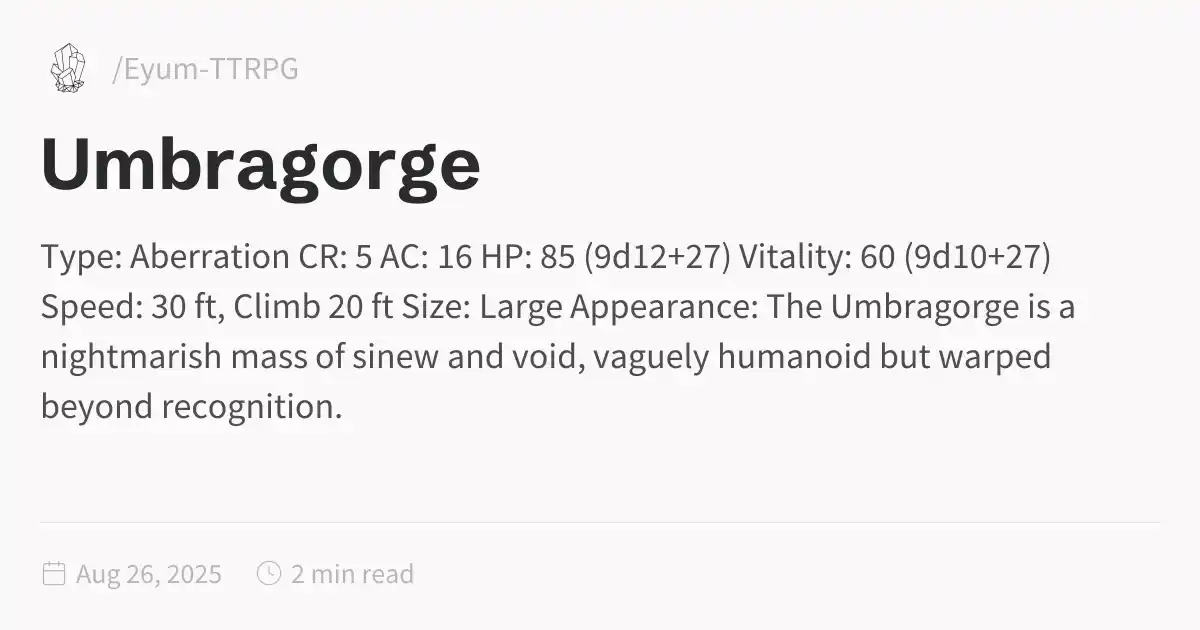 /Eyum-TTRPG
Umbragorge
Type: Aberration CR: 5 AC: 16 HP: 85 (9d12+27) Vitality: 60 (9d10+27)
Speed: 30 ft, Climb 20 ft Size: Large Appearance: The Umbragorge is a
nightmarish mass of sinew and void, vaguely humanoid but warped
beyond recognition.
Aug 26, 2025 2 min read